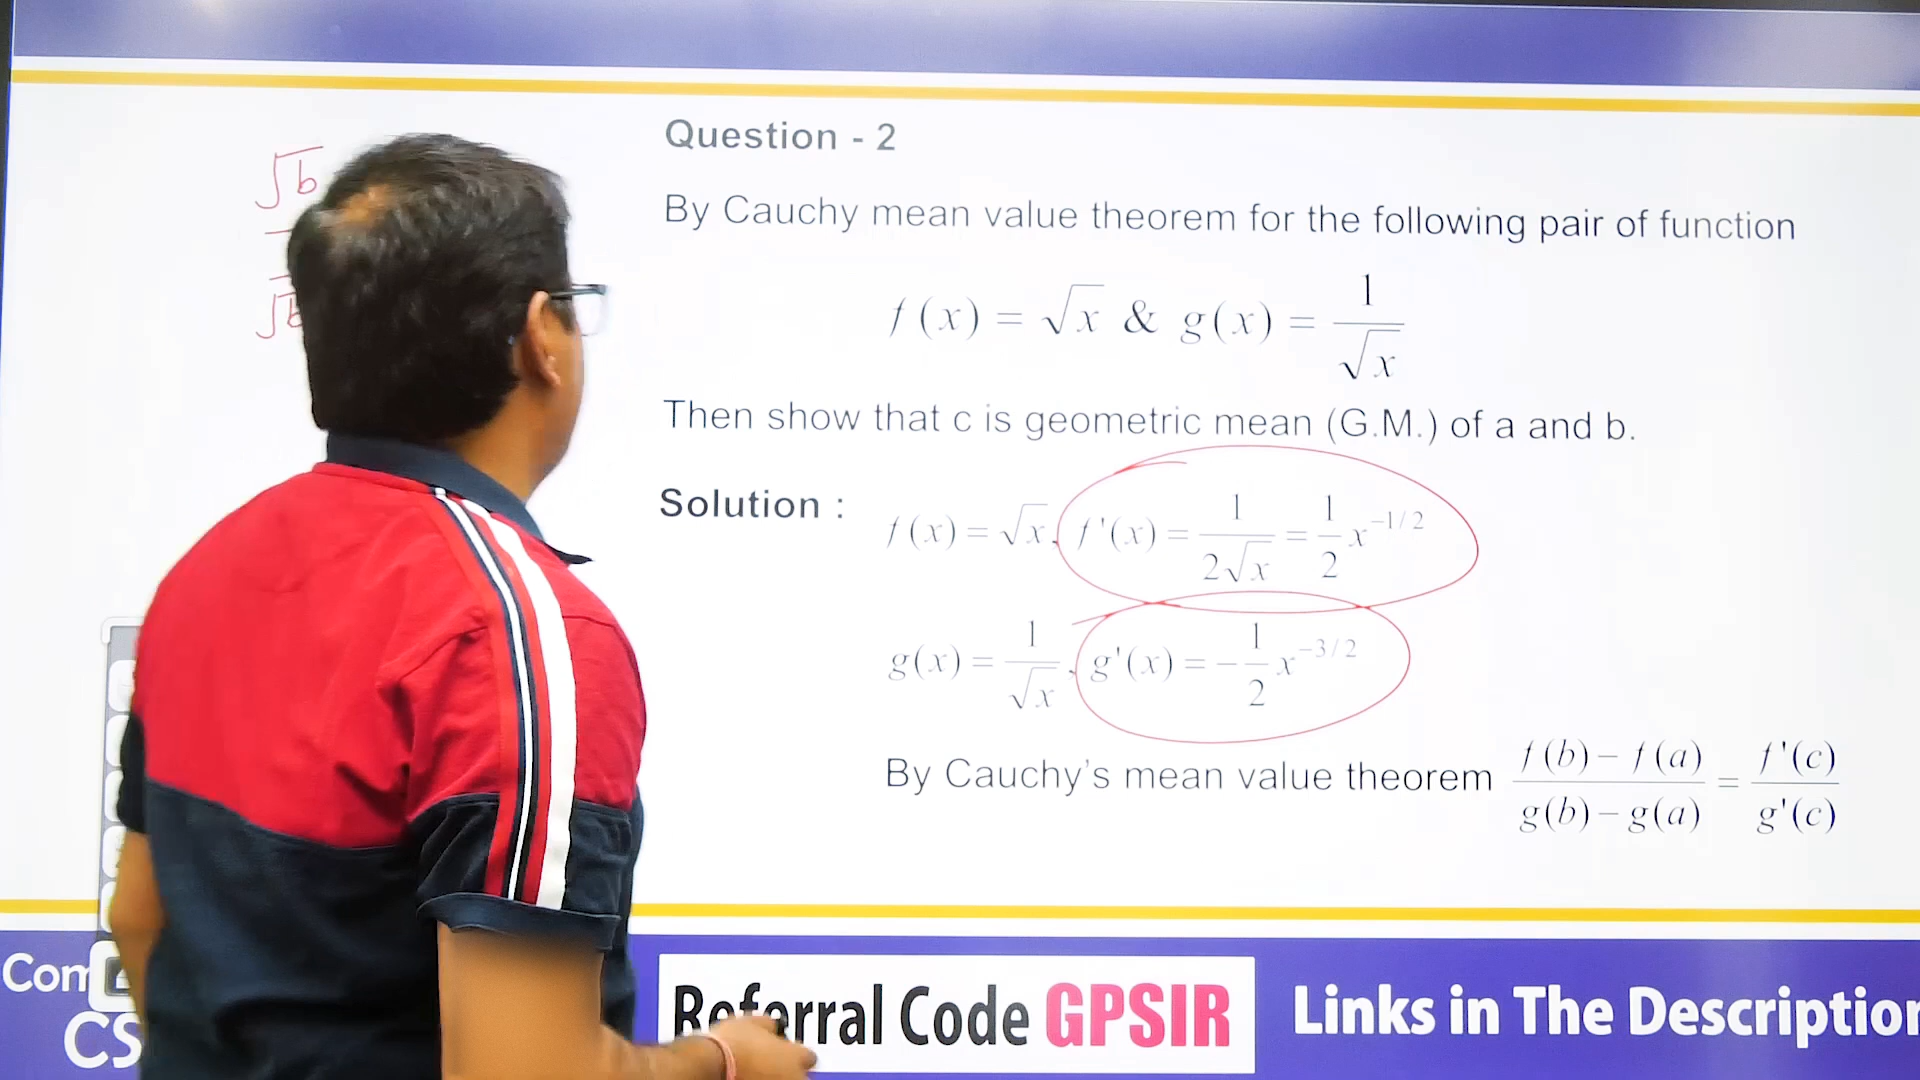 √b
√b
Question - 2
By Cauchy mean value theorem for the following pair of function
f(x) = √x & g(x) = 1/√x
Then show that c is geometric mean (G.M.) of a and b.
Solution : f(x) = √x, f'(x) = 1/(2√x) = 1/2 x^(-1/2)
g(x) = 1/√x, g'(x) = -1/2 x^(-3/2)
By Cauchy's mean value theorem (f(b) - f(a))/(g(b) - g(a)) = f'(c)/g'(c)
CS
Referral Code GPSIR
Links in The Description